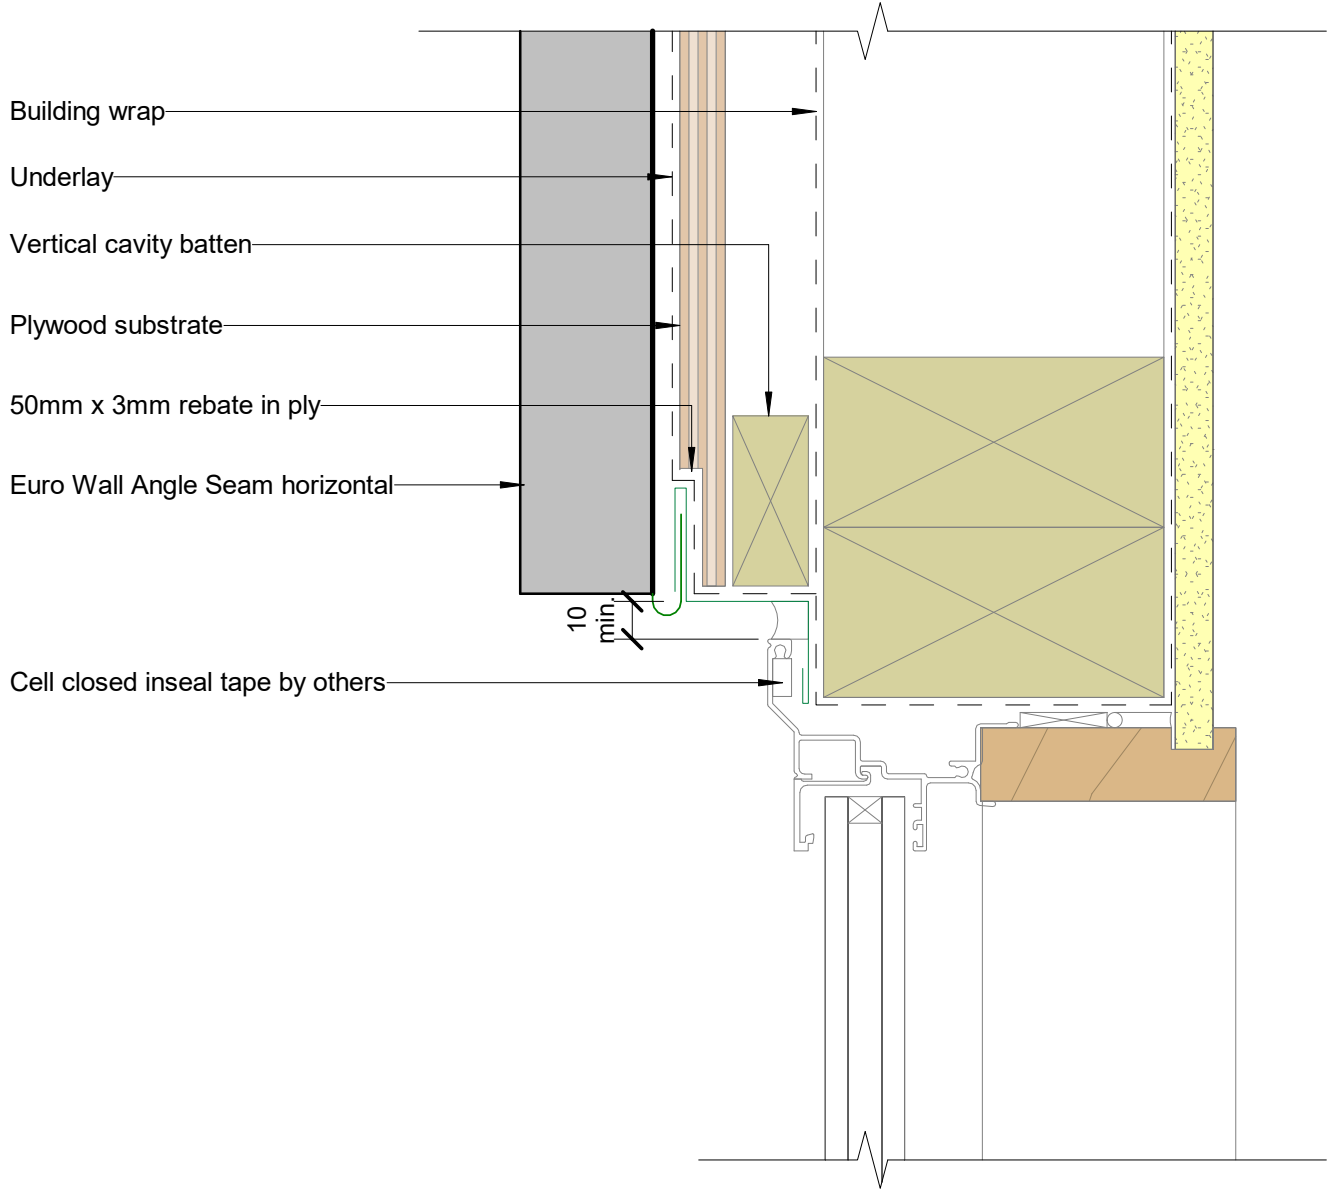 Building wrap
Underlay
Vertical cavity batten
Plywood substrate
50mm x 3mm rebate in ply
Euro Wall Angle Seam horizontal
10
min.
Cell closed inseal tape by others